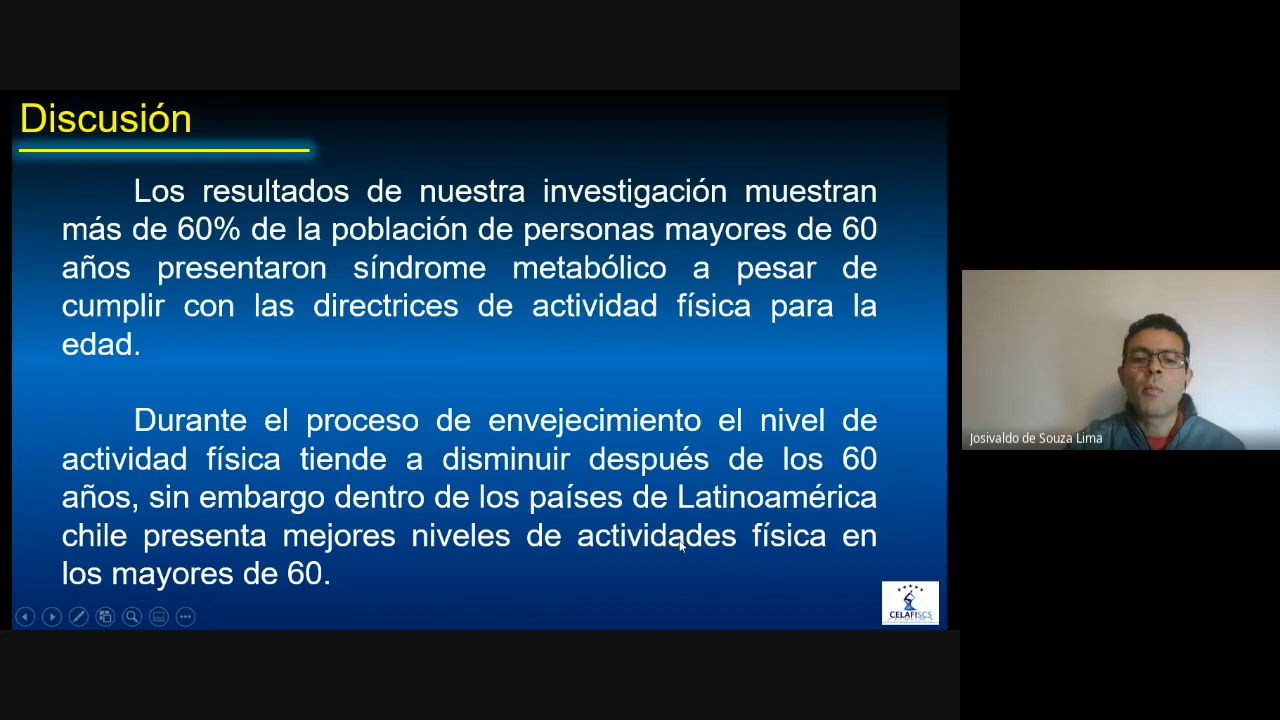 Discusión
Los resultados de nuestra investigación muestran
más de 60% de la población de personas mayores de 60
años presentaron síndrome metabólico a pesar de
cumplir con las directrices de actividad física para la
edad.
Durante el proceso de envejecimiento el nivel de
actividad física tiende a disminuir después de los 60
años, sin embargo dentro de los países de Latinoamérica
chile presenta mejores niveles de actividades física en
los mayores de 60.
CELAFISCS
Josivaldo de Souza Lima